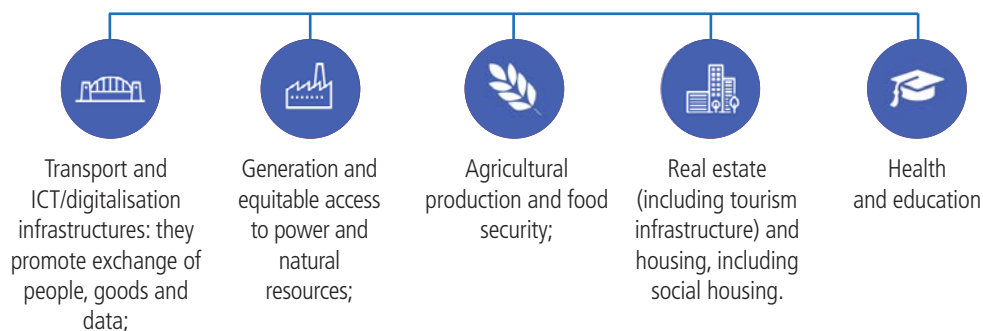 Transport and
ICT/digitalisation
infrastructures: they
promote exchange of
people, goods and
data;
Generation and
equitable access
to power and
natural
resources;
Agricultural
production and food
security;
Real estate
(including tourism
infrastructure) and
housing, including
social housing.
Health
and education